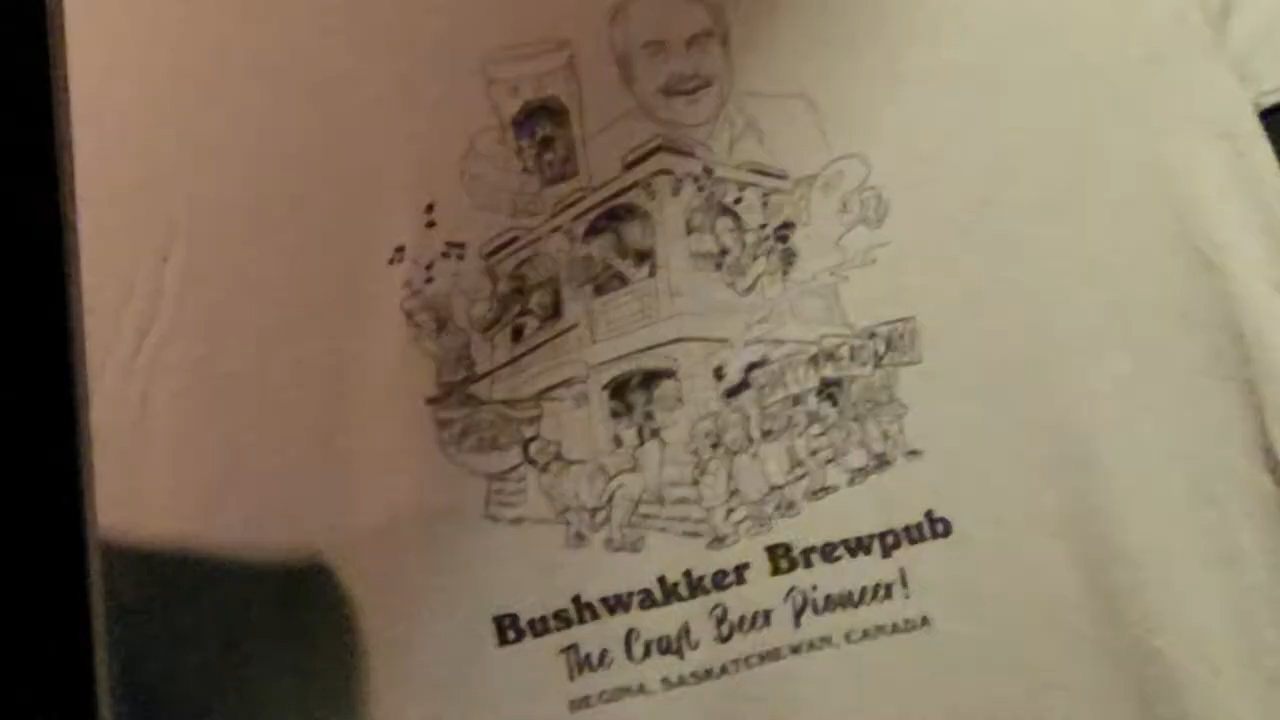 Bushwakker Brewpub
The Craft Beer Pioneer!
REGINA, SASKATCHEWAN, CANADA